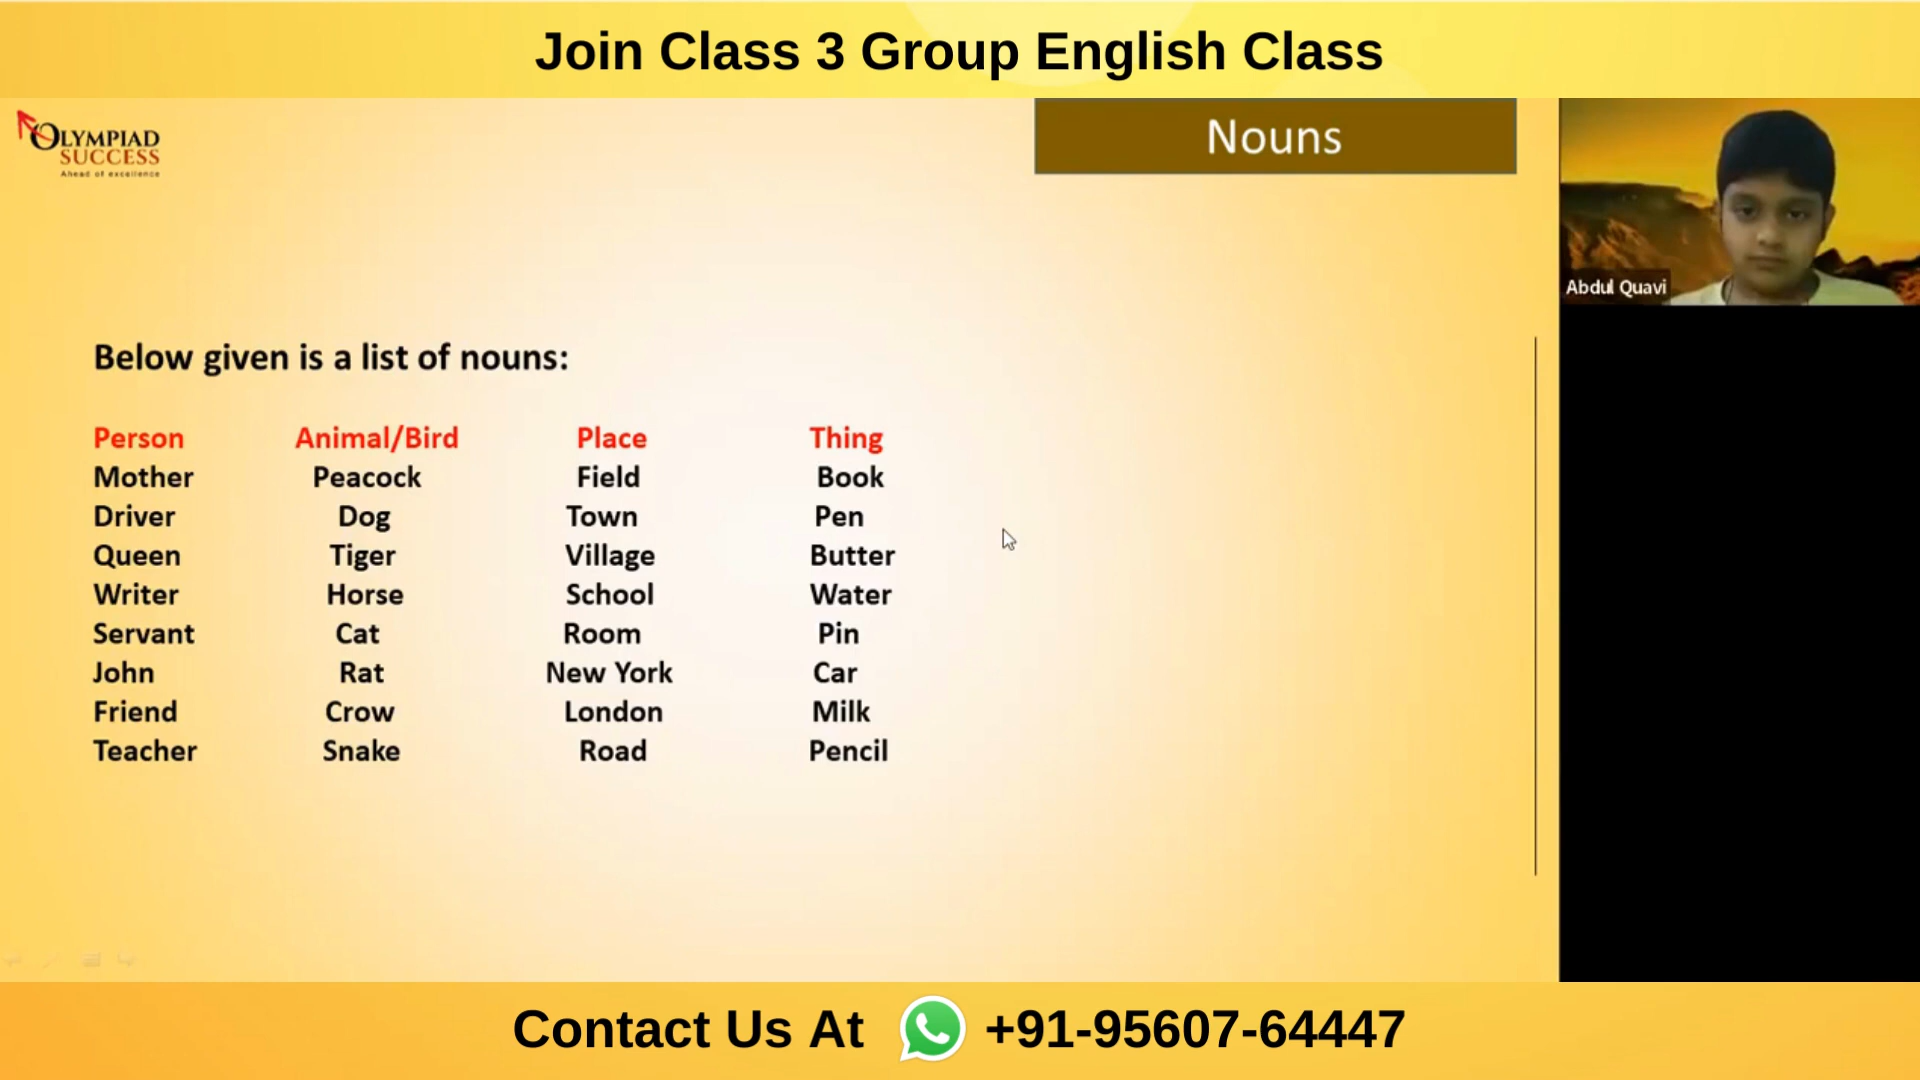 Join Class 3 Group English Class
OLYMPIAD
SUCCESS
Ahead of excellence
Nouns
Abdul Quavi
Below given is a list of nouns:
Person Animal/Bird Place Thing
Mother Peacock Field Book
Driver Dog Town Pen
Queen Tiger Village Butter
Writer Horse School Water
Servant Cat Room Pin
John Rat New York Car
Friend Crow London Milk
Teacher Snake Road Pencil
Contact Us At +91-95607-64447